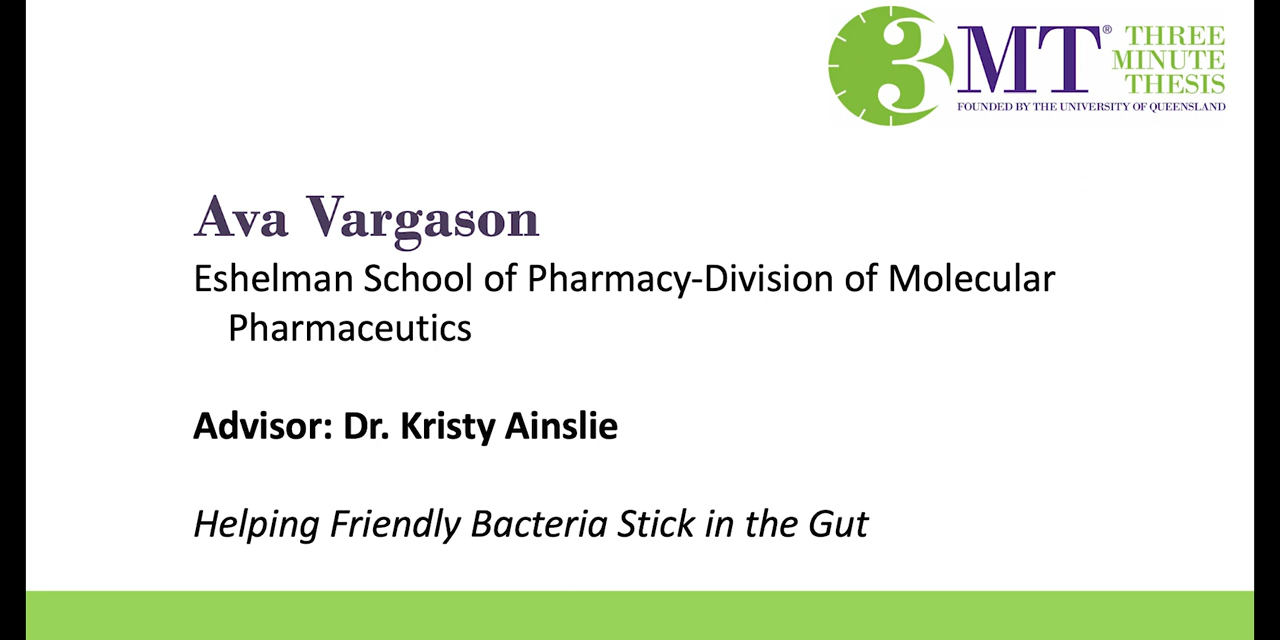 3MT® THREE
MINUTE
THESIS
FOUNDED BY THE UNIVERSITY OF QUEENSLAND
Ava Vargason
Eshelman School of Pharmacy-Division of Molecular
Pharmaceutics
Advisor: Dr. Kristy Ainslie
Helping Friendly Bacteria Stick in the Gut